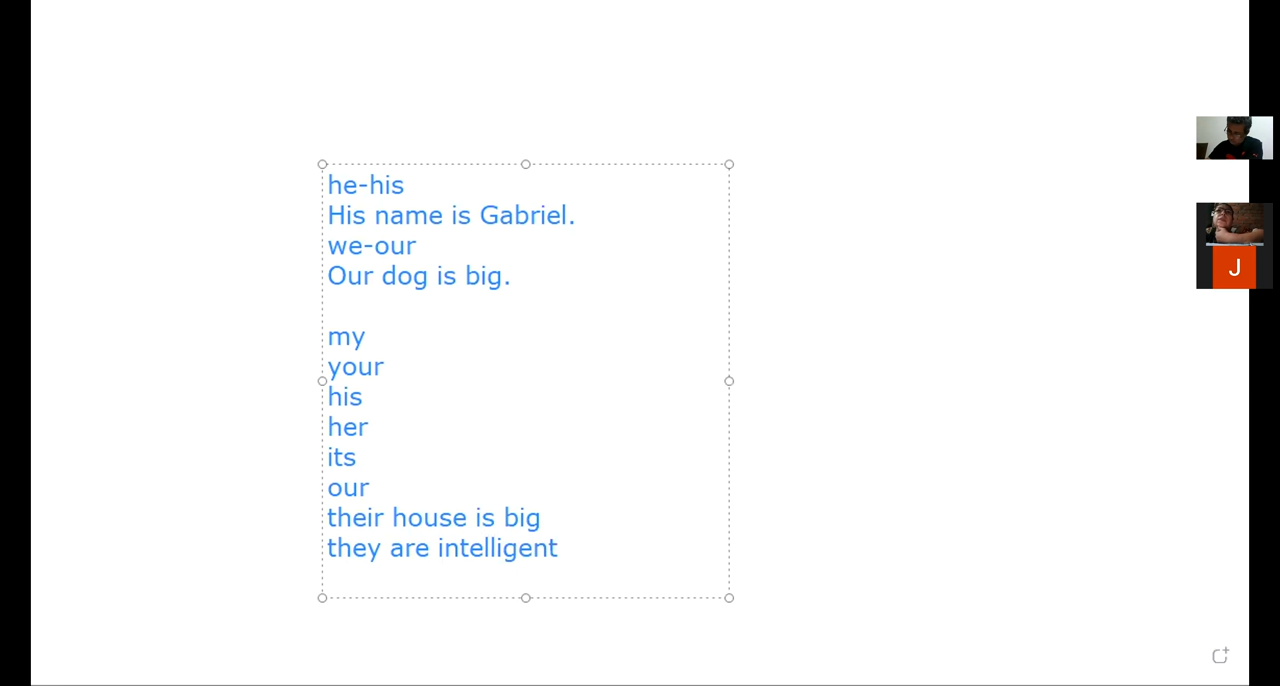 he-his
His name is Gabriel.
we-our
Our dog is big.
my
your
his
her
its
our
their house is big
they are intelligent
J